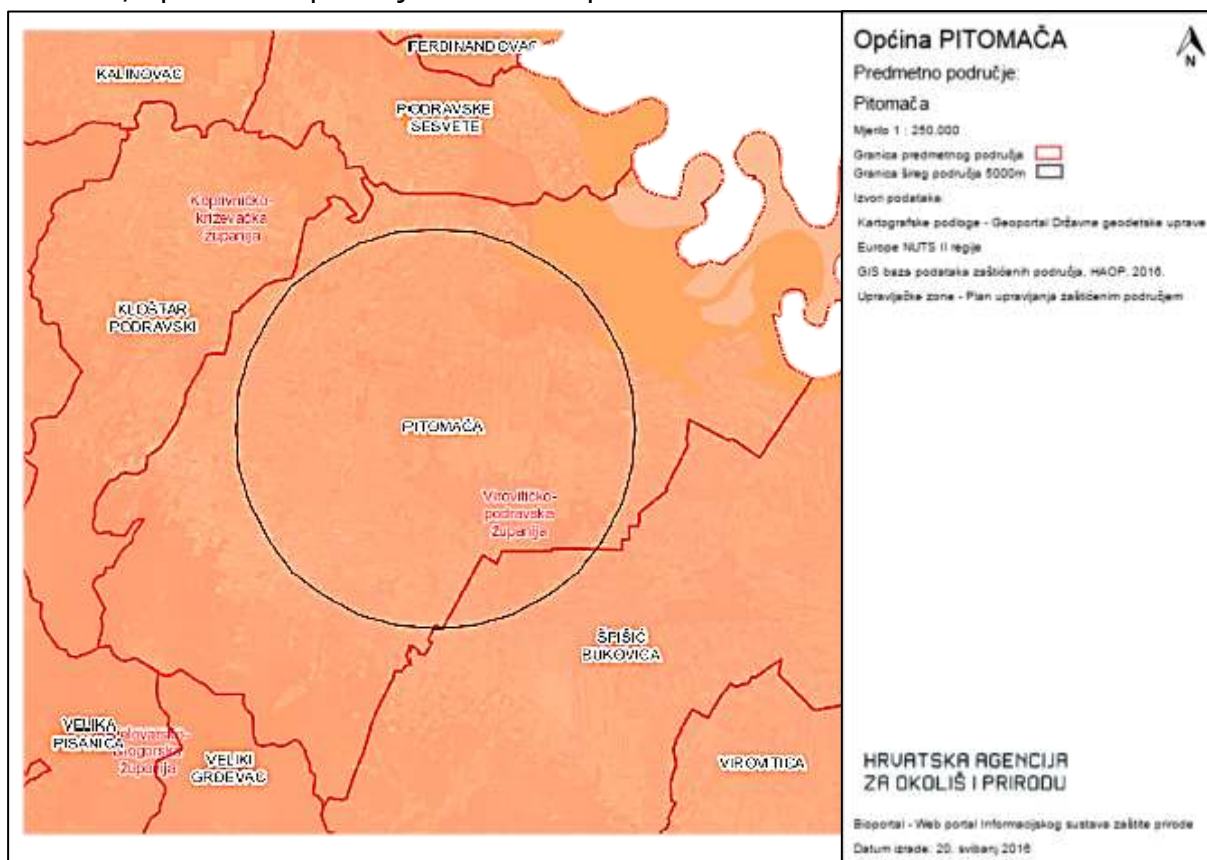 FERDINANDOVAC
KALINOVAC
PODRAVSKE
SESVETE
Koprivničko-
križevačka
županija
KLOŠTAR
PODRAVSKI
PITOMAČA
Virovitičko-
podravska
županija
ŠPIŠIĆ
BUKOVICA
VELIKA
PISANICA
županija
VELIKI
GRĐEVAC
VIROVITICA
Općina PITOMAČA
N
Predmetno područje:
Pitomača
Mjerilo 1 : 250.000
Granica predmetnog područja
Granica šireg područja 5000m
Izvori podataka:
Kartografske podloge - Geoportal Državne geodetske uprave
Europe NUTS II regije
GIS baza podataka zaštićenih područja, HAOP, 2016.
Upravljačke zone - Plan upravljanja zaštićenim područjem
HRVATSKA AGENCIJA
ZA OKOLIŠ I PRIRODU
Bioportal - Web portal Informacijskog sustava zaštite prirode
Datum izrade: 20. svibanj 2016